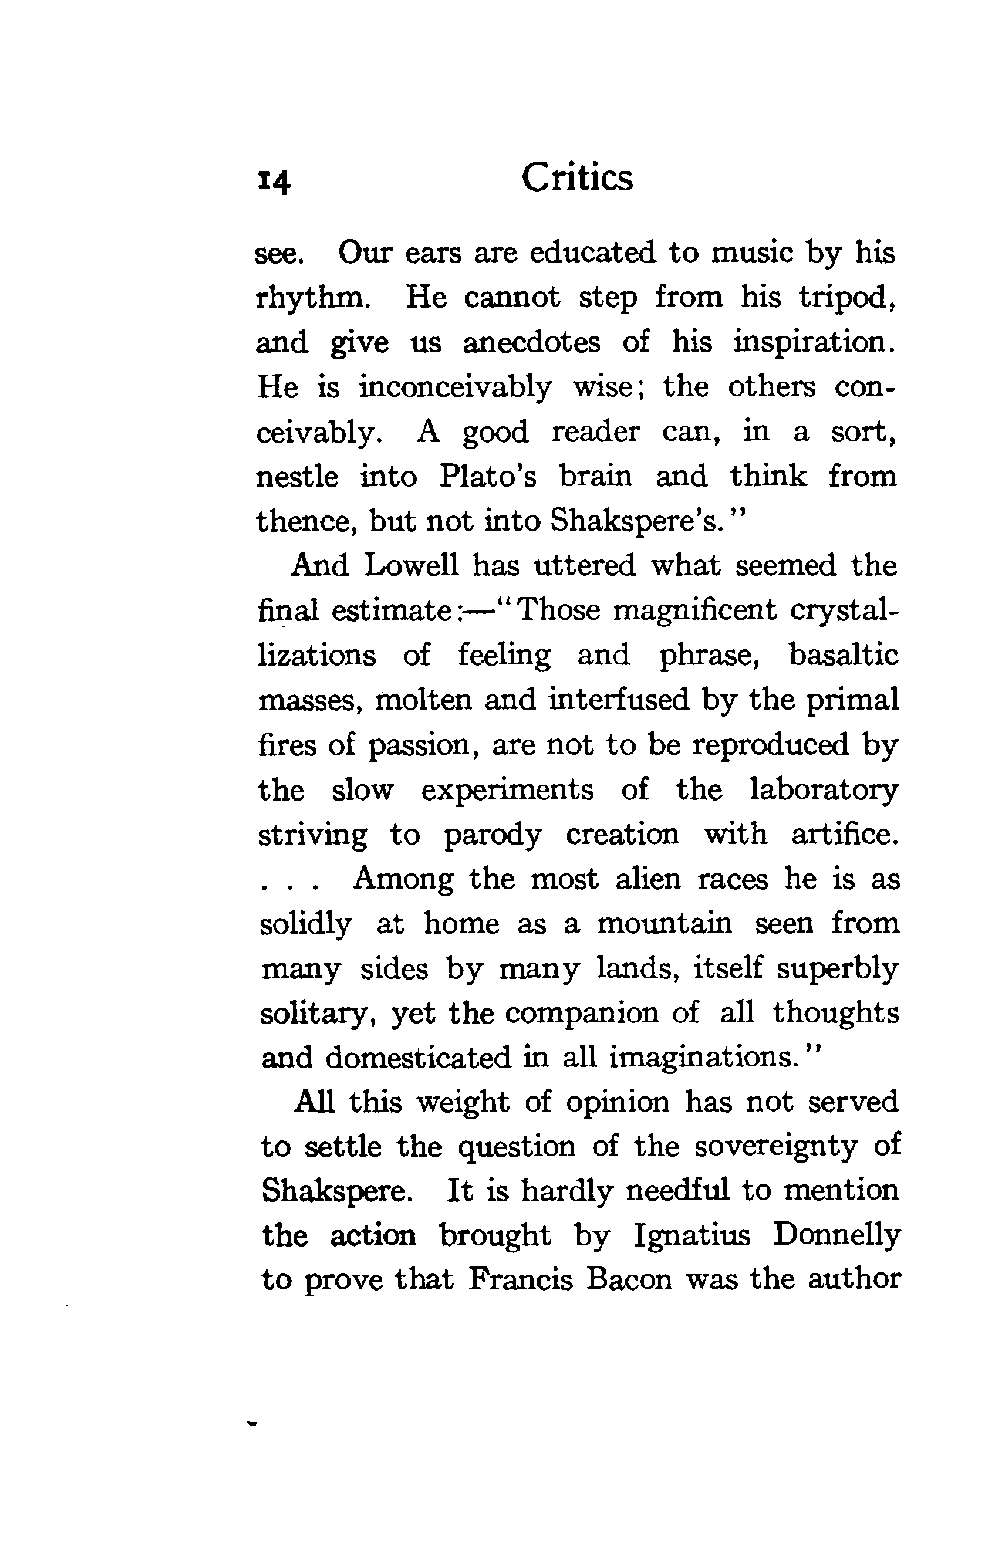 14 Critics
see. Our ears are educated to music by his
rhythm. He cannot step from his tripod,
and give us anecdotes of his inspiration.
He is inconceivably wise; the others con-
ceivably. A good reader can, in a sort,
nestle into Plato's brain and think from
thence, but not into Shakspere's."
And Lowell has uttered what seemed the
final estimate:—"Those magnificent crystal-
lizations of feeling and phrase, basaltic
masses, molten and interfused by the primal
fires of passion, are not to be reproduced by
the slow experiments of the laboratory
striving to parody creation with artifice.
. . . Among the most alien races he is as
solidly at home as a mountain seen from
many sides by many lands, itself superbly
solitary, yet the companion of all thoughts
and domesticated in all imaginations."
All this weight of opinion has not served
to settle the question of the sovereignty of
Shakspere. It is hardly needful to mention
the action brought by Ignatius Donnelly
to prove that Francis Bacon was the author